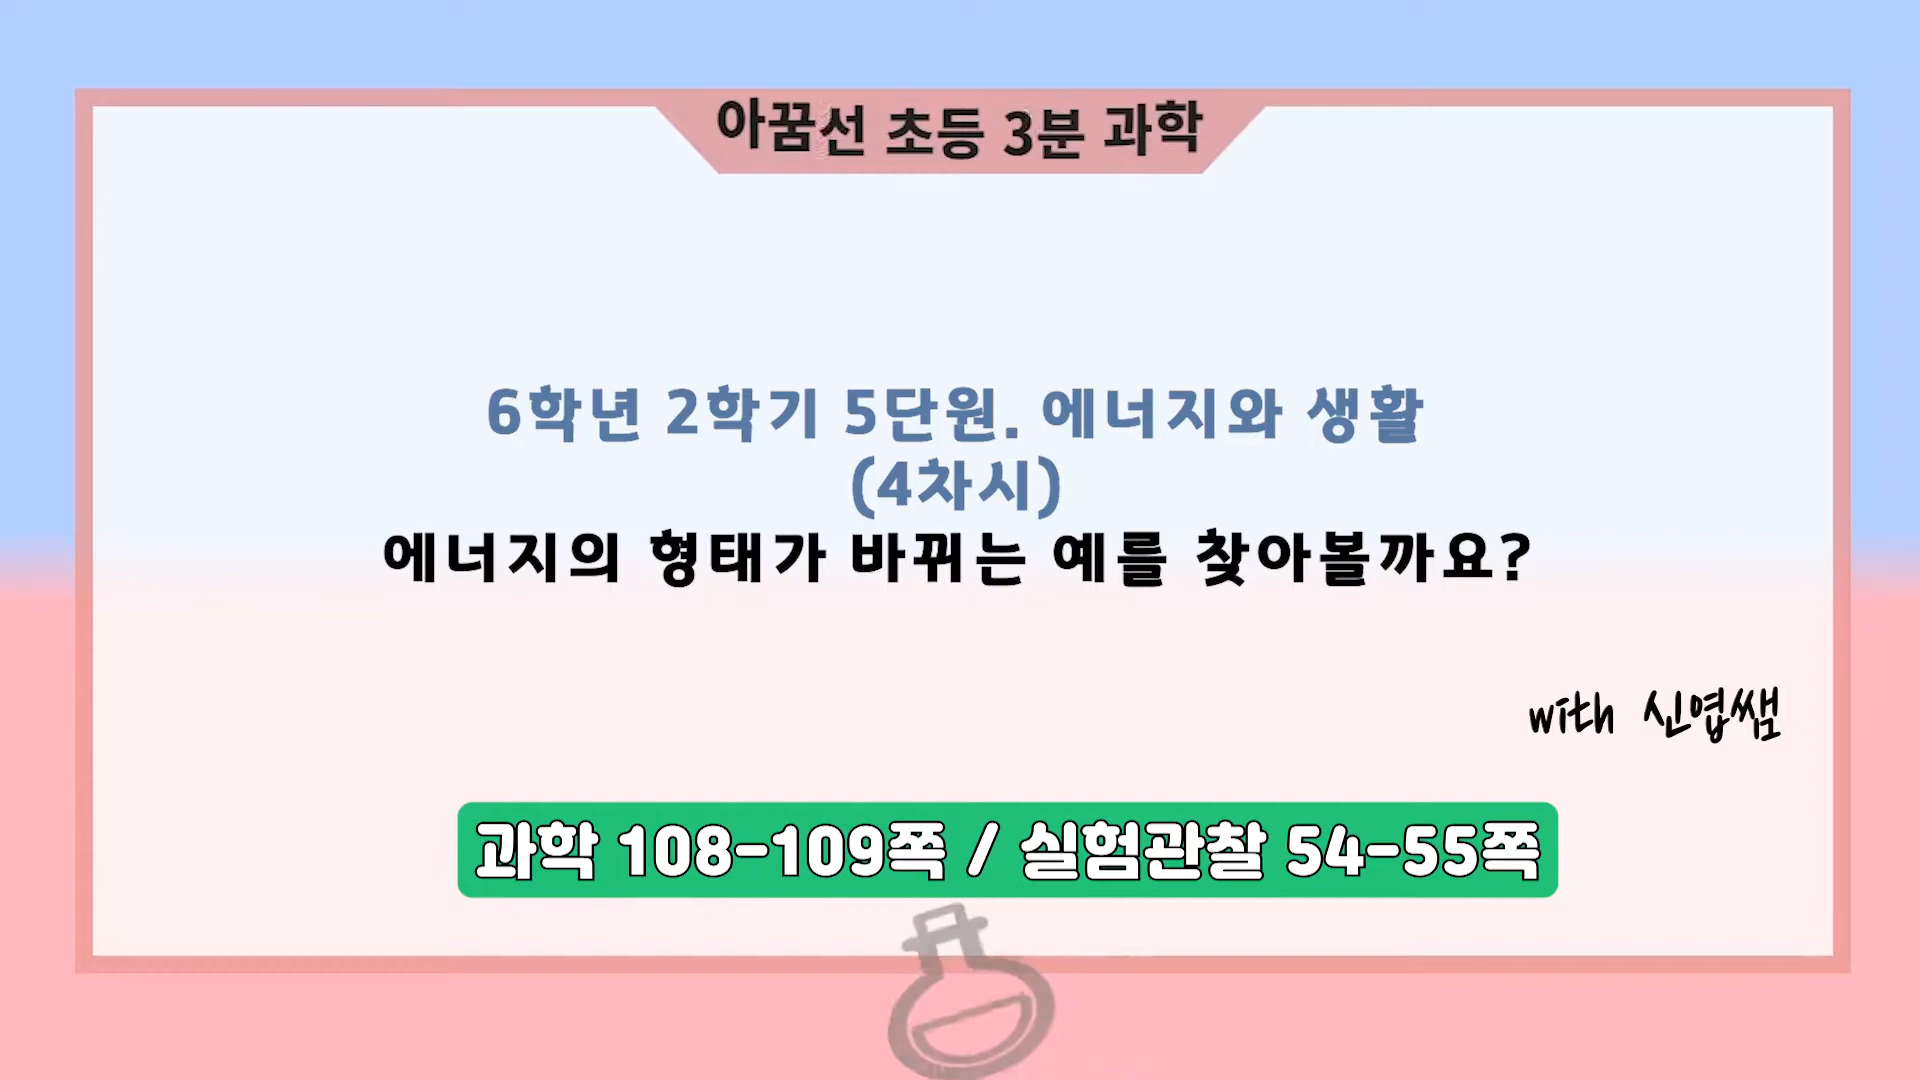 아꿈선 초등 3분 과학
6학년 2학기 5단원. 에너지와 생활
(4차시)
에너지의 형태가 바뀌는 예를 찾아볼까요?
with 신엽쌤
과학 108-109쪽 / 실험관찰 54-55쪽